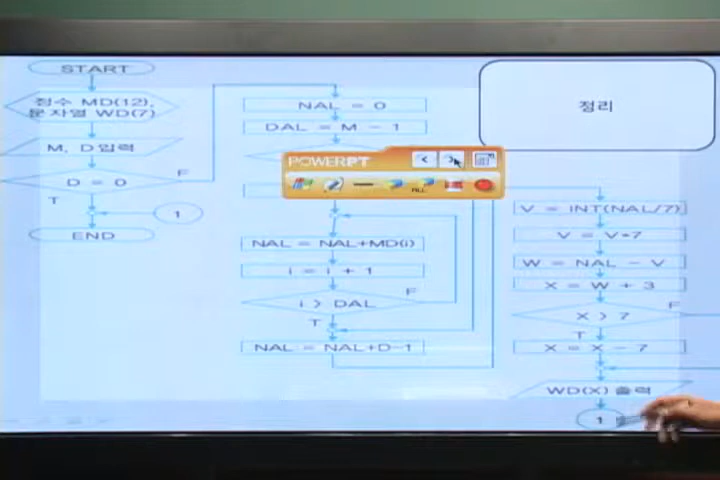 START
정수 MD(12),
문자열 WD(7)
M, D입력
D = 0
F
T
1
END
NAL = 0
DAL = M - 1
POWERPT
ALL
NAL = NAL+MD(i)
i = i + 1
i > DAL
F
T
NAL = NAL+D-1
정리
V = INT(NAL/7)
V = V*7
W = NAL - V
X = W + 3
X > 7
F
T
X = X - 7
WD(X) 출력
1